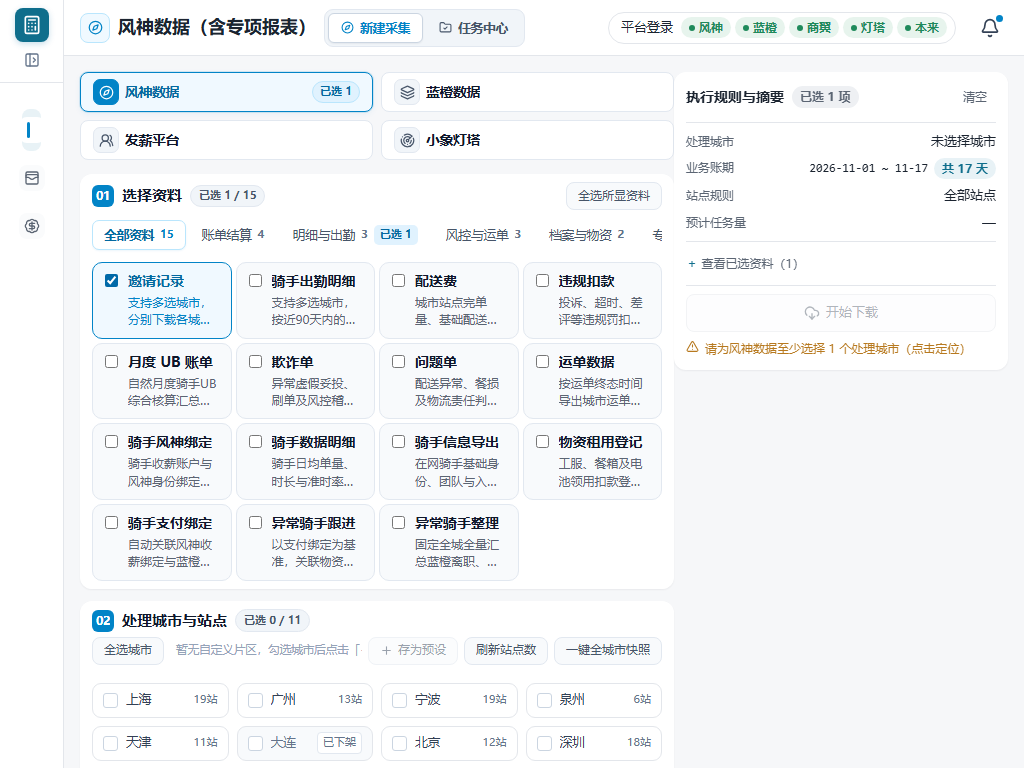 风神数据（含专项报表）
新建采集
任务中心
平台登录
风神
蓝橙
商翼
灯塔
本来
风神数据
已选 1
蓝橙数据
发薪平台
小象灯塔
01 选择资料 已选 1 / 15
全选所显资料
全部资料 15
账单结算 4
明细与出勤 3 已选 1
风控与运单 3
档案与物资 2
邀请记录
支持多选城市，
分别下载各城...
骑手出勤明细
支持多选城市，
按近90天内的...
配送费
城市站点完单
量、基础配送...
违规扣款
投诉、超时、差
评等违规罚扣...
月度 UB 账单
自然月度骑手UB
综合核算汇总...
欺诈单
异常虚假妥投、
刷单及风控稽...
问题单
配送异常、餐损
及物流责任判...
运单数据
按运单终态时间
导出城市运单...
骑手风神绑定
骑手收薪账户与
风神身份绑定...
骑手数据明细
骑手日均单量、
时长与准时率...
骑手信息导出
在网骑手基础身
份、团队与入...
物资租用登记
工服、餐箱及电
池领用扣款登...
骑手支付绑定
自动关联风神收
薪绑定与蓝橙...
异常骑手跟进
以支付绑定为基
准，关联物资...
异常骑手整理
固定全城全量汇
总蓝橙离职、...
02 处理城市与站点 已选 0 / 11
全选城市
暂无自定义片区，勾选城市后点击
+ 存为预设
刷新站点数
一键全城市快照
上海 19站
广州 13站
宁波 19站
泉州 6站
天津 11站
大连 已下架
北京 12站
深圳 18站
执行规则与摘要 已选 1 项
清空
处理城市 未选择城市
业务账期 2026-11-01 ~ 11-17 共 17 天
站点规则 全部站点
预计任务量 —
+ 查看已选资料（1）
开始下载
请为风神数据至少选择 1 个处理城市（点击定位）